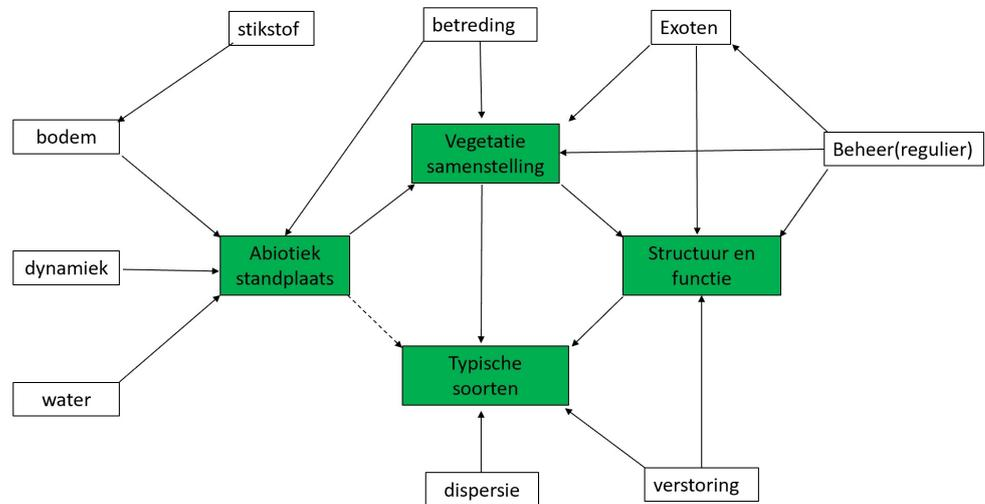 stikstof
betreding
Exoten
bodem
Vegetatie
samenstelling
Beheer(regulier)
dynamiek
Abiotiek
standplaats
Structuur en
functie
Typische
soorten
water
dispersie
verstoring